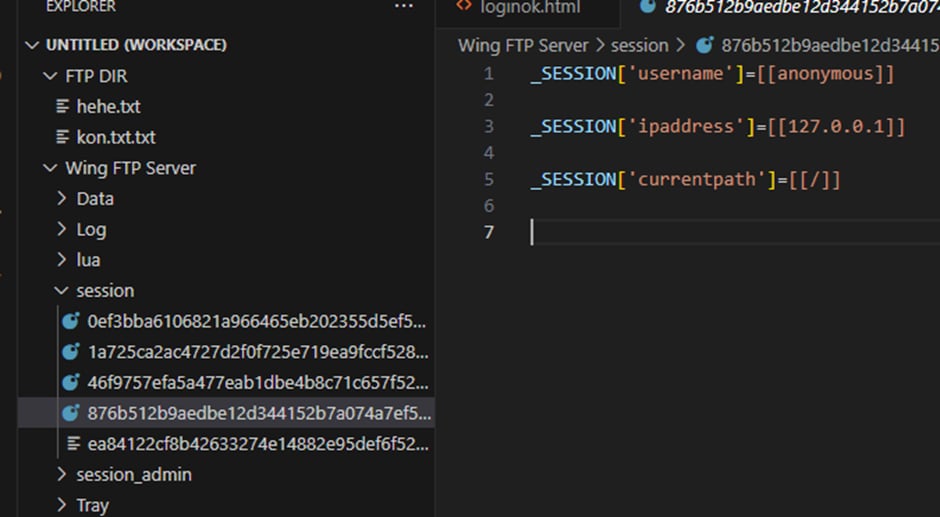 EXPLORER
···
UNTITLED (WORKSPACE)
FTP DIR
hehe.txt
kon.txt.txt
Wing FTP Server
Data
Log
lua
session
0ef3bba6106821a966465eb202355d5ef5...
1a725ca2ac4727d2f0f725e719ea9fccf528...
46f9757efa5a477eab1dbe4b8c71c657f52...
876b512b9aedbe12d344152b7a074a7ef5...
ea84122cf8b42633274e14882e95def6f52...
session_admin
Tray
loginok.html
876b512b9aedbe12d344152b7a07
Wing FTP Server > session > 876b512b9aedbe12d34415
1 _SESSION['username']=[[anonymous]]
2
3 _SESSION['ipaddress']=[[127.0.0.1]]
4
5 _SESSION['currentpath']=[[/]]
6
7